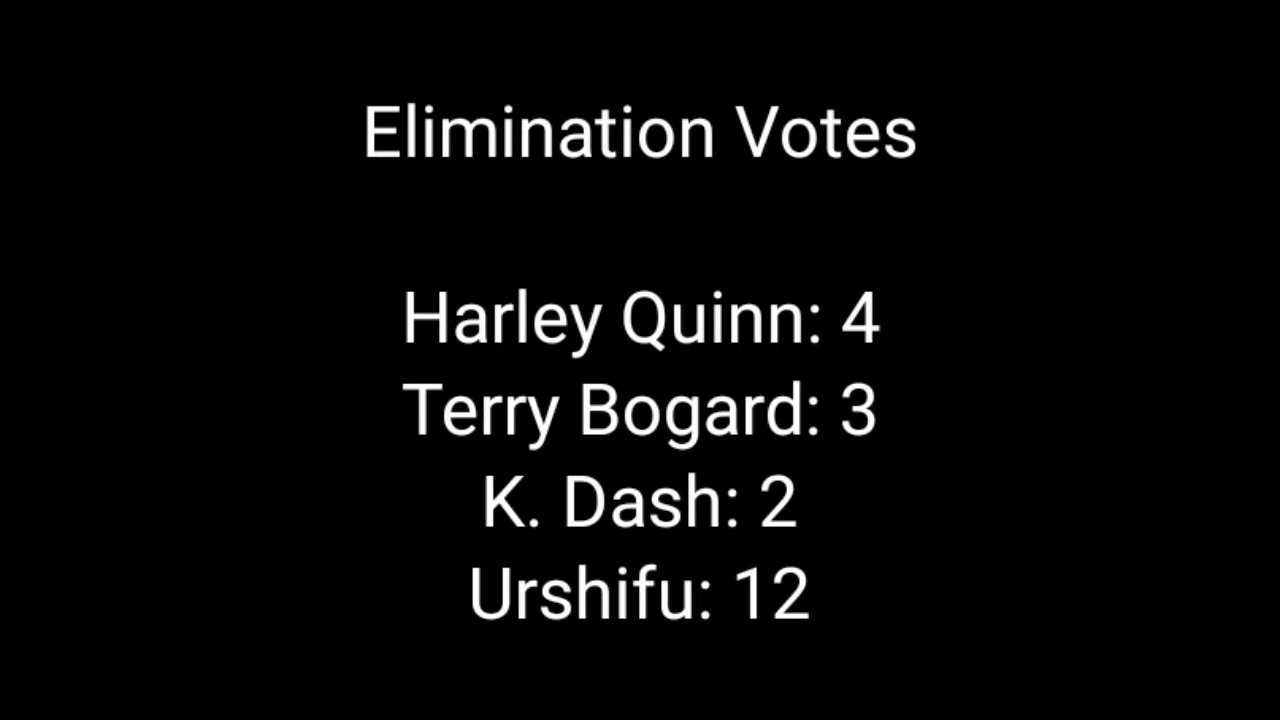 Elimination Votes
Harley Quinn: 4
Terry Bogard: 3
K. Dash: 2
Urshifu: 12